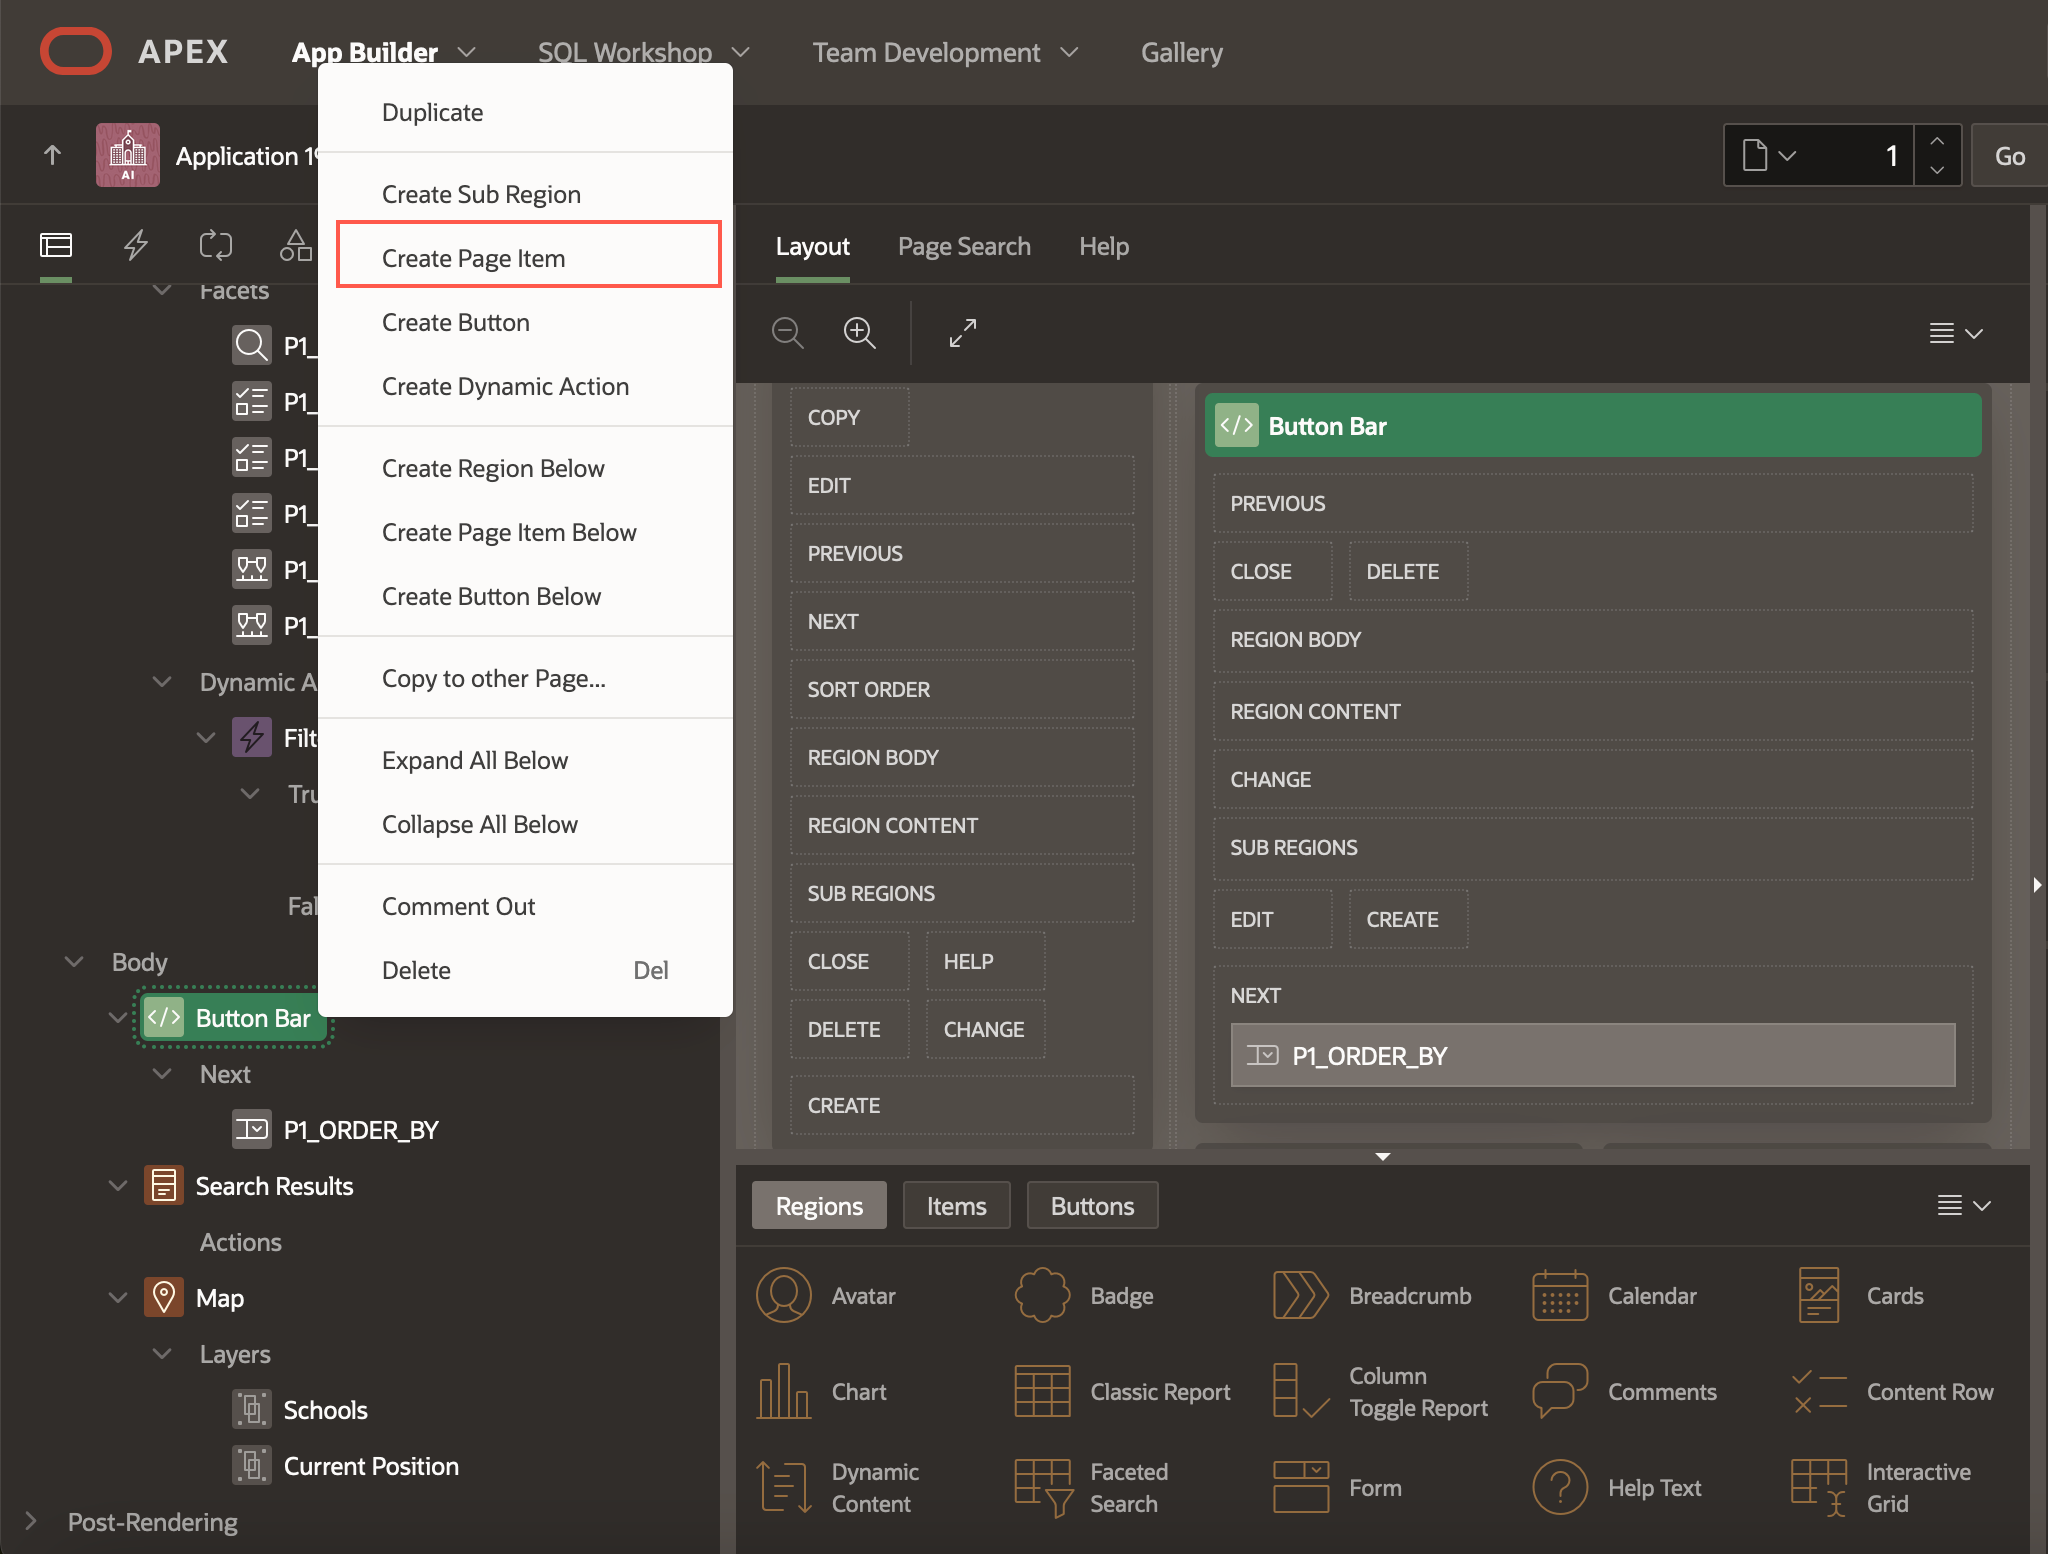 APEX
App Builder
SQL Workshop
Team Development
Gallery
AI
Application 19
1
Go
Duplicate
Create Sub Region
Create Page Item
Create Button
Create Dynamic Action
Create Region Below
Create Page Item Below
Create Button Below
Copy to other Page...
Expand All Below
Collapse All Below
Comment Out
Delete Del
Facets
P1_
P1_
P1_
P1_
P1_
P1_
Dynamic A
Filt
Tru
Fal
Body
Button Bar
Next
P1_ORDER_BY
Search Results
Actions
Map
Layers
Schools
Current Position
Post-Rendering
Layout
Page Search
Help
COPY
EDIT
PREVIOUS
NEXT
SORT ORDER
REGION BODY
REGION CONTENT
SUB REGIONS
CLOSE HELP
DELETE CHANGE
CREATE
Button Bar
PREVIOUS
CLOSE DELETE
REGION BODY
REGION CONTENT
CHANGE
SUB REGIONS
EDIT CREATE
NEXT
P1_ORDER_BY
Regions
Items
Buttons
Avatar
Badge
Breadcrumb
Calendar
Cards
Chart
Classic Report
Column
Toggle Report
Comments
Content Row
Dynamic
Content
Faceted
Search
Form
Help Text
Interactive
Grid